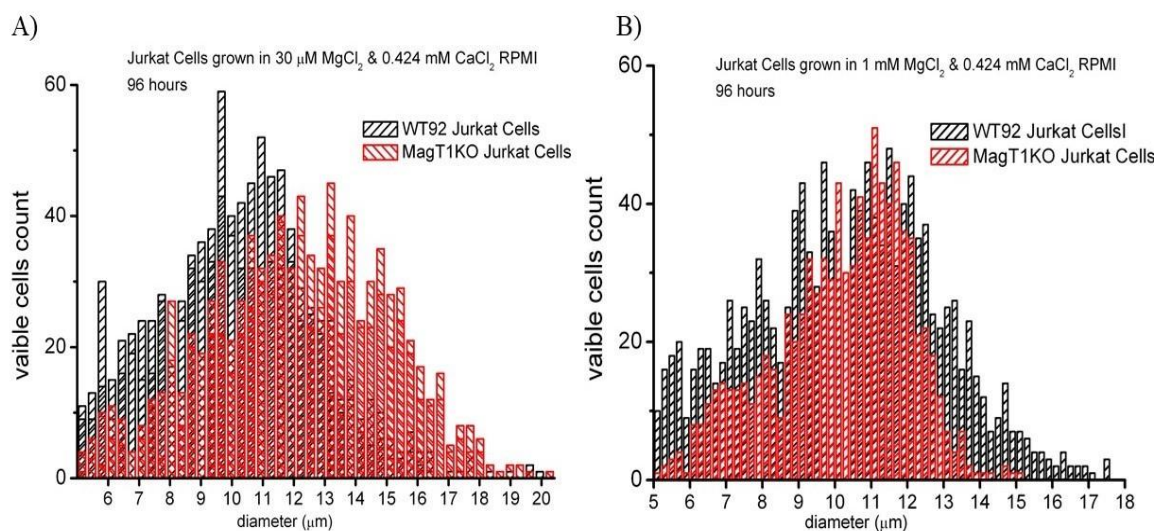 A)
Jurkat Cells grown in 30 μM MgCl₂ & 0.424 mM CaCl₂ RPMI
96 hours
WT92 Jurkat Cells
MagT1KO Jurkat Cells
vaible cells count
60
40
20
0
6 7 8 9 10 11 12 13 14 15 16 17 18 19 20
diameter (μm)
B)
Jurkat Cells grown in 1 mM MgCl₂ & 0.424 mM CaCl₂ RPMI
96 hours
WT92 Jurkat CellsI
MagT1KO Jurkat Cells
vaible cells count
60
40
20
0
5 6 7 8 9 10 11 12 13 14 15 16 17 18
diameter (μm)